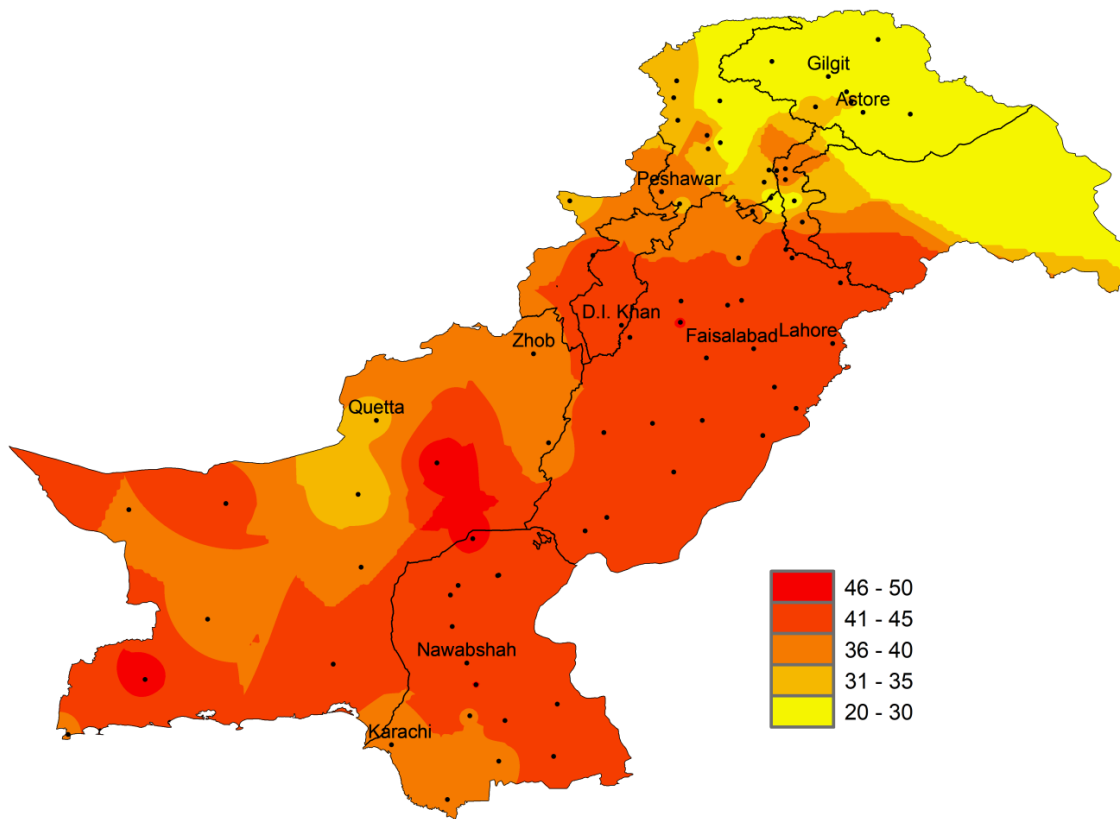 Gilgit
Astore
Peshawar
D.I. Khan
Zhob
Faisalabad
Lahore
Quetta
Nawabshah
Karachi
46 - 50
41 - 45
36 - 40
31 - 35
20 - 30